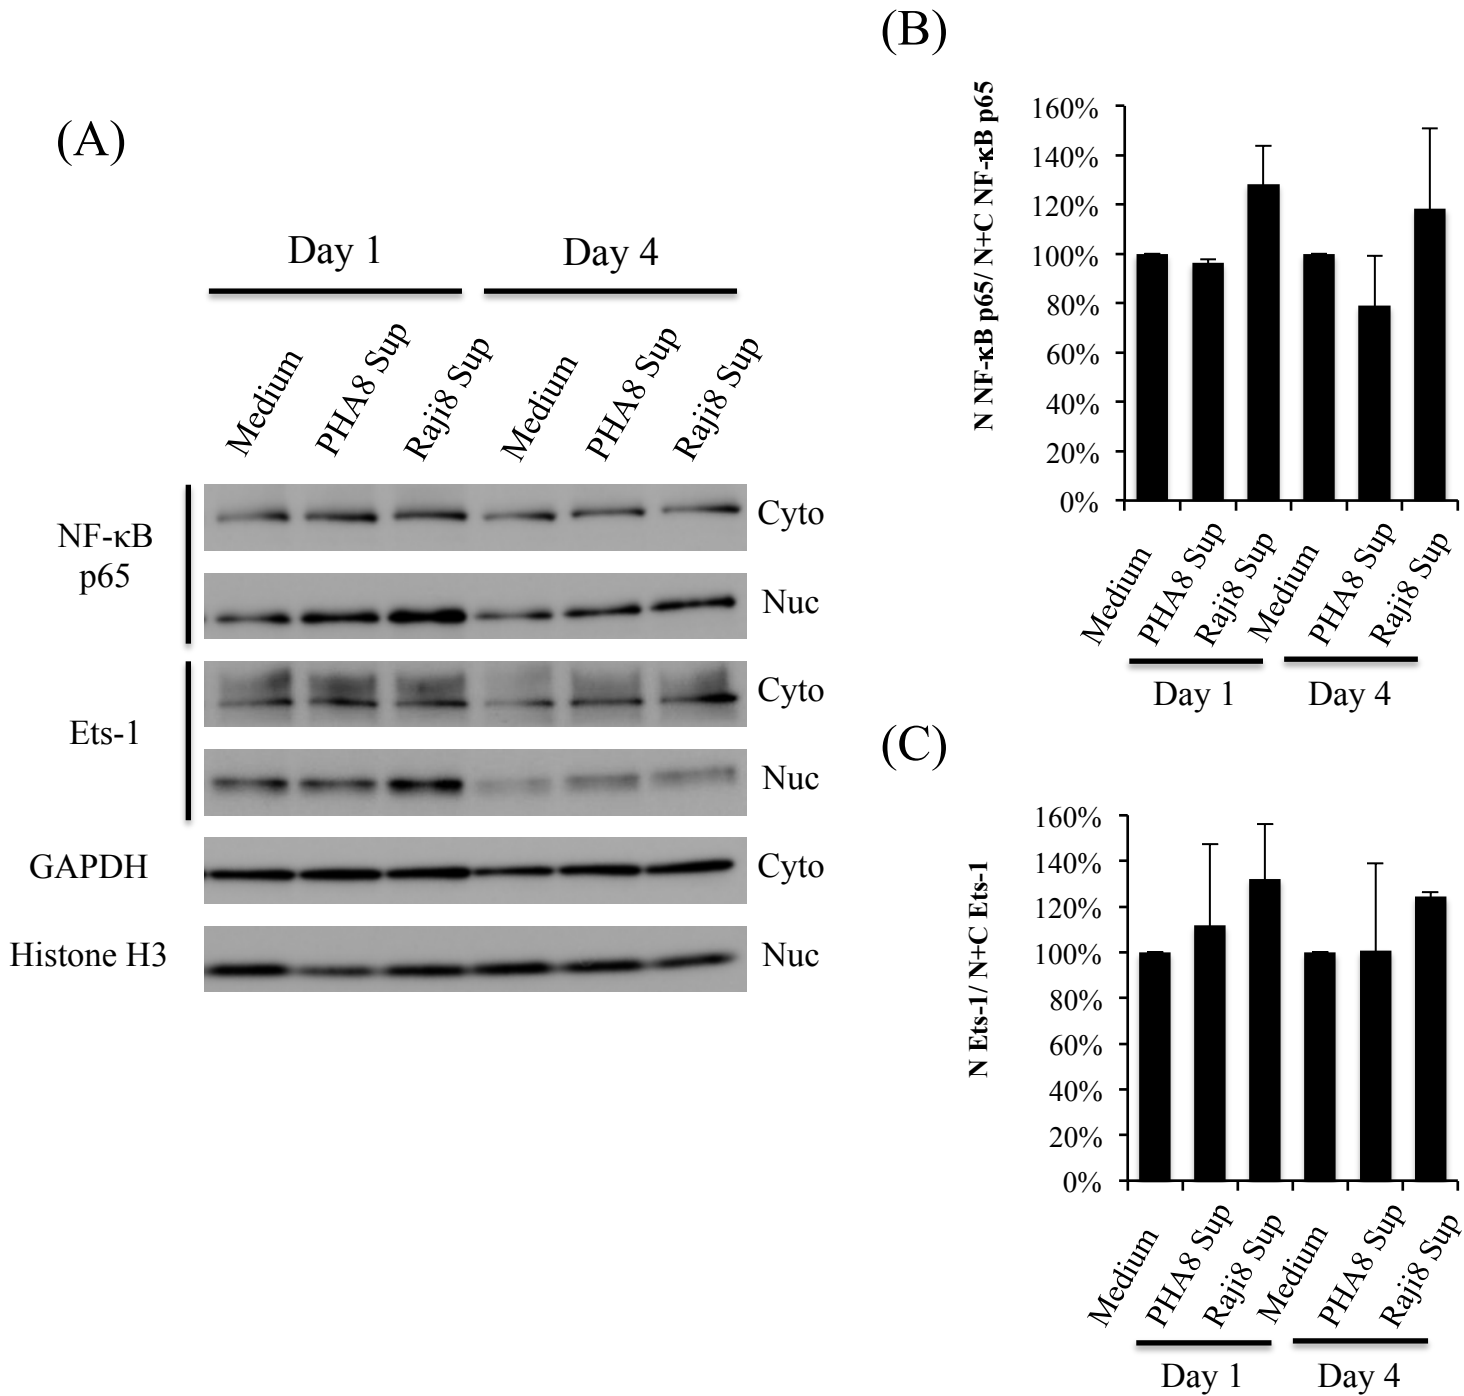 (A)
Day 1
Day 4
Medium
PHA8 Sup
Raji8 Sup
Medium
PHA8 Sup
Raji8 Sup
NF-κB
p65
Cyto
Nuc
Ets-1
Cyto
Nuc
GAPDH
Cyto
Histone H3
Nuc
(B)
N NF-κB p65/ N+C NF-κB p65
160%
140%
120%
100%
80%
60%
40%
20%
0%
Medium
PHA8 Sup
Raji8 Sup
Medium
PHA8 Sup
Raji8 Sup
Day 1
Day 4
(C)
N Ets-1/ N+C Ets-1
160%
140%
120%
100%
80%
60%
40%
20%
0%
Medium
PHA8 Sup
Raji8 Sup
Medium
PHA8 Sup
Raji8 Sup
Day 1
Day 4